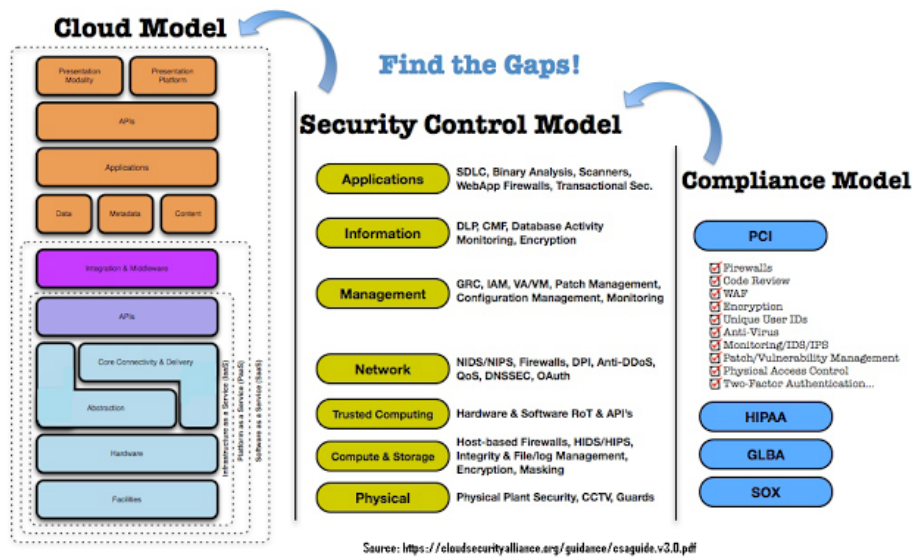 Cloud Model
Find the Gaps!
Presentation
Modality
Presentation
Platform
APIs
Applications
Data
Metadata
Content
Integration & Middleware
APIs
Core Connectivity & Delivery
Abstraction
Hardware
Facilities
Infrastructure as a Service (IaaS)
Platform as a Service (PaaS)
Software as a Service (SaaS)
Security Control Model
Applications
SDLC, Binary Analysis, Scanners,
WebApp Firewalls, Transactional Sec.
Information
DLP, CMF, Database Activity
Monitoring, Encryption
Management
GRC, IAM, VA/VM, Patch Management,
Configuration Management, Monitoring
Network
NIDS/NIPS, Firewalls, DPI, Anti-DDoS,
QoS, DNSSEC, OAuth
Trusted Computing
Hardware & Software RoT & API's
Compute & Storage
Host-based Firewalls, HIDS/HIPS,
Integrity & File/log Management,
Encryption, Masking
Physical
Physical Plant Security, CCTV, Guards
Compliance Model
PCI
Firewalls
Code Review
WAF
Encryption
Unique User IDs
Anti-Virus
Monitoring/IDS/IPS
Patch/Vulnerability Management
Physical Access Control
Two-Factor Authentication...
HIPAA
GLBA
SOX
Source: https://cloudsecurityalliance.org/guidance/csaguide.v3.0.pdf